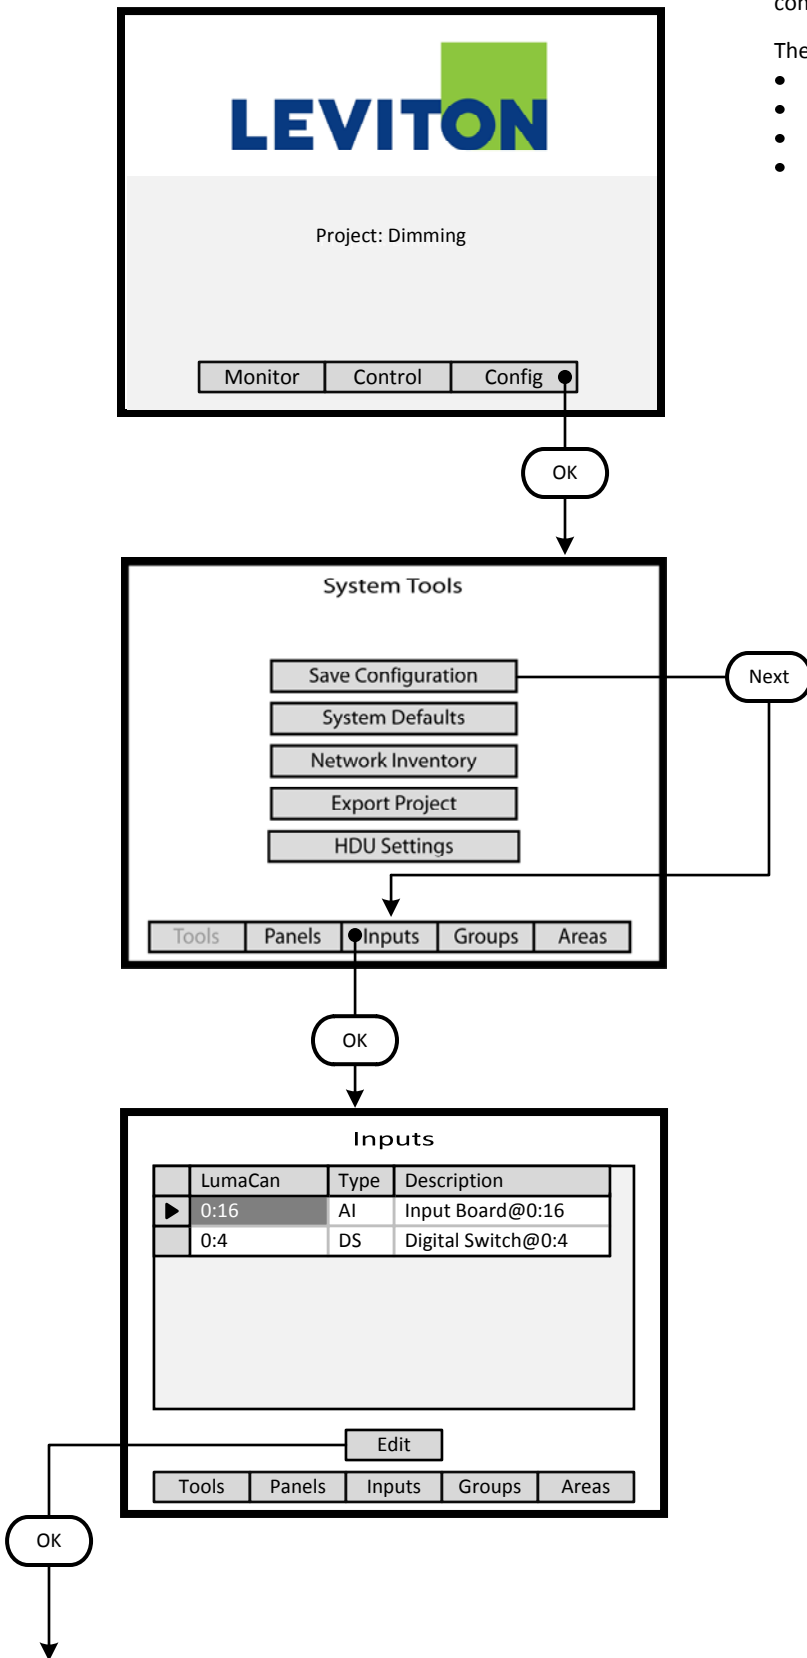 con
The
LEVITON
Project: Dimming
Monitor Control Config
OK
System Tools
Save Configuration
Next
System Defaults
Network Inventory
Export Project
HDU Settings
Tools Panels Inputs Groups Areas
OK
Inputs
LumaCan Type Description
0:16 AI Input Board@0:16
0:4 DS Digital Switch@0:4
Edit
Tools Panels Inputs Groups Areas
OK